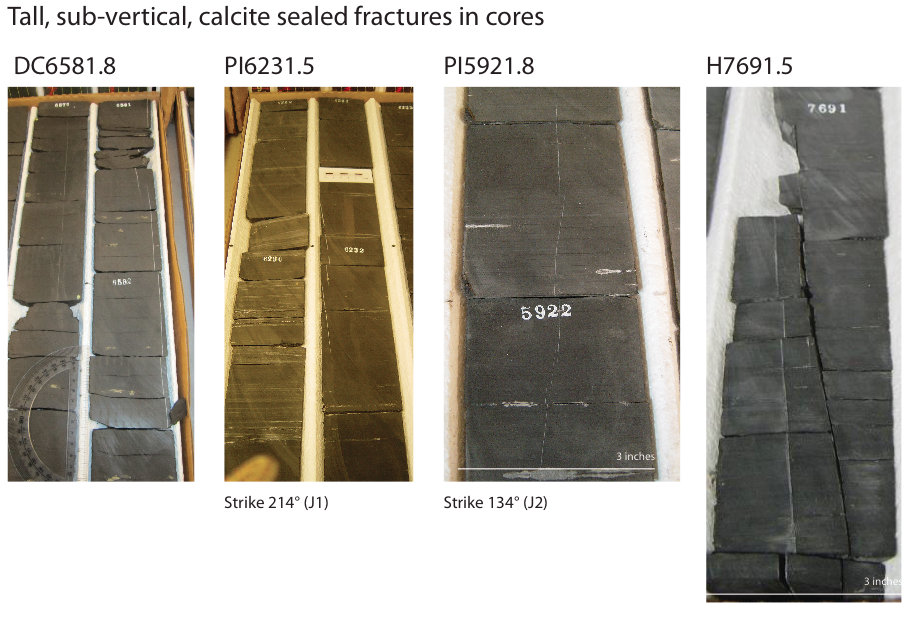 Tall, sub-vertical, calcite sealed fractures in cores
DC6581.8
PI6231.5
PI5921.8
H7691.5
6581
6232
5922
7691
3 inches
3 inches
Strike 214° (J1)
Strike 134° (J2)